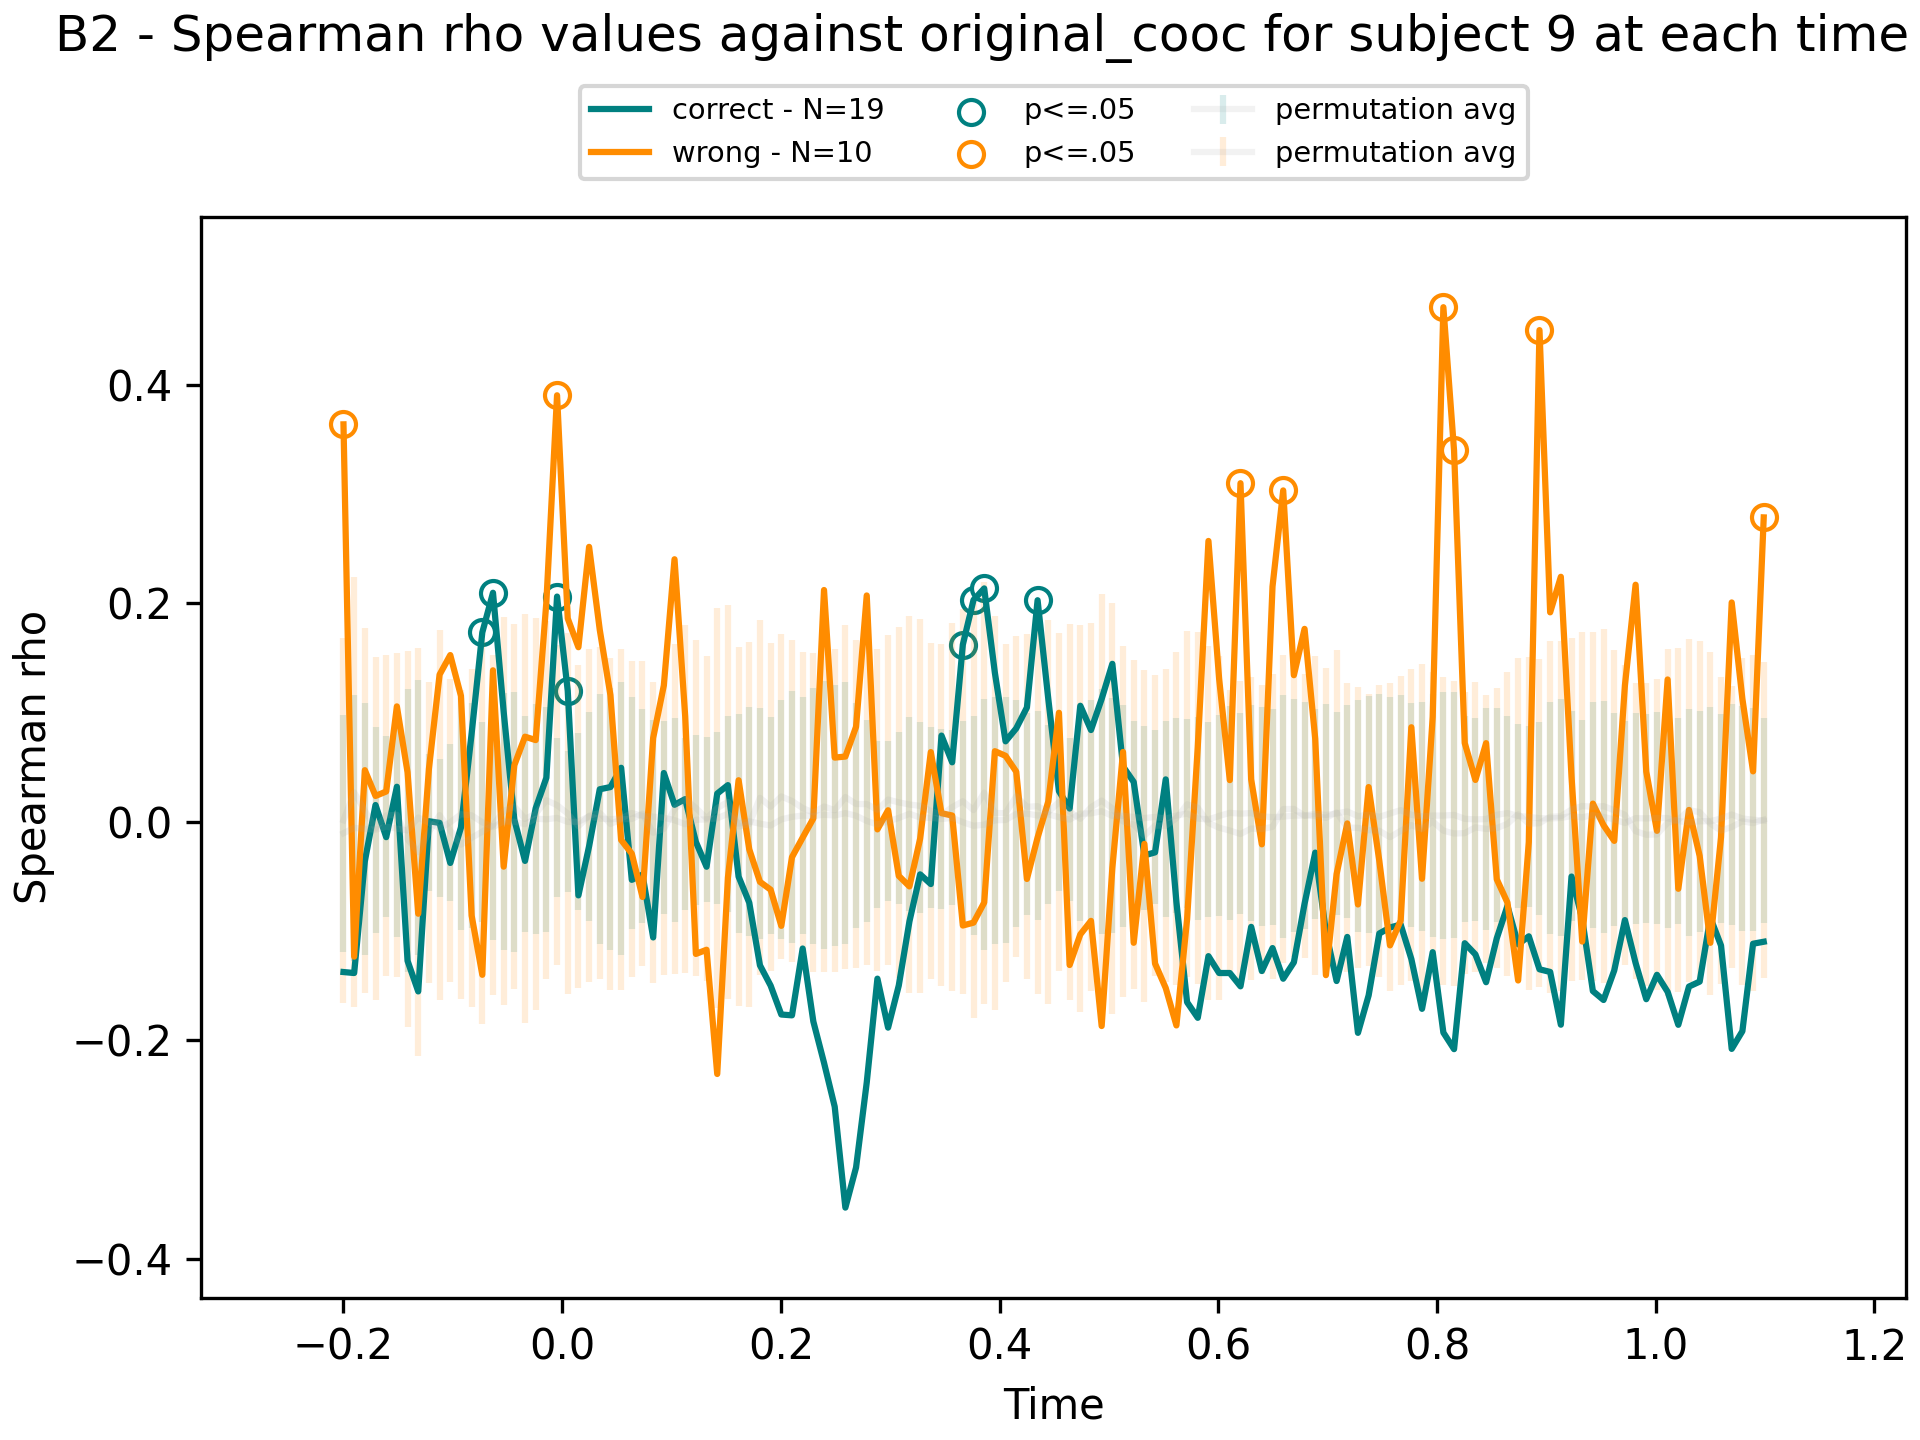 B2 - Spearman rho values against original_cooc for subject 9 at each time
correct - N=19
wrong - N=10
p<=.05
p<=.05
permutation avg
permutation avg
Spearman rho
0.4
0.2
0.0
−0.2
−0.4
−0.2 0.0 0.2 0.4 0.6 0.8 1.0 1.2
Time